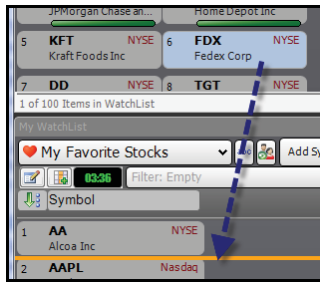 JPMorgan Chase an... Home Depot Inc
5 KFT NYSE 6 FDX NYSE
Kraft Foods Inc Fedex Corp
7 DD NYSE 8 TGT NYSE
1 of 100 Items in WatchList
My WatchList
My Favorite Stocks Add Sy
03:36 Filter: Empty
Symbol
1 AA NYSE
Alcoa Inc
2 AAPL Nasdaq